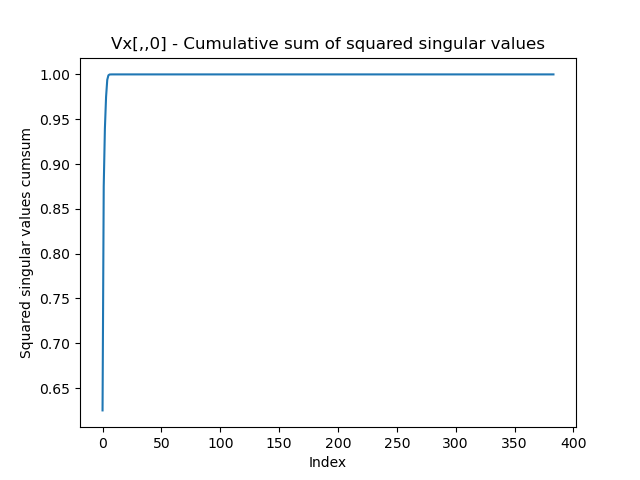 Vx[,,0] - Cumulative sum of squared singular values
1.00
0.95
0.90
0.85
0.80
0.75
0.70
0.65
Squared singular values cumsum
0 50 100 150 200 250 300 350 400
Index